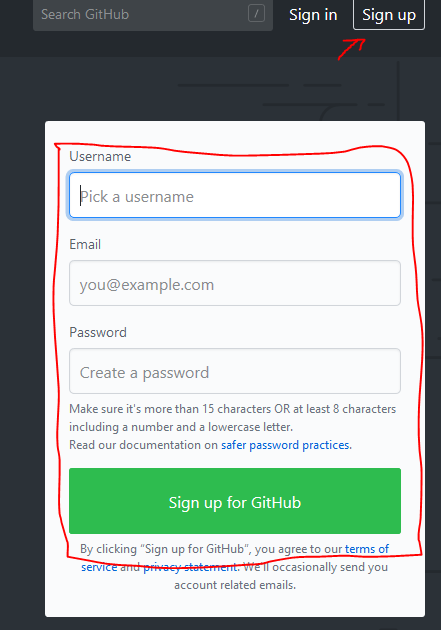 Search GitHub / Sign in Sign up
Username
Pick a username
Email
you@example.com
Password
Create a password
Make sure it's more than 15 characters OR at least 8 characters
including a number and a lowercase letter.
Read our documentation on safer password practices.
Sign up for GitHub
By clicking “Sign up for GitHub”, you agree to our terms of
service and privacy statement. We'll occasionally send you
account related emails.